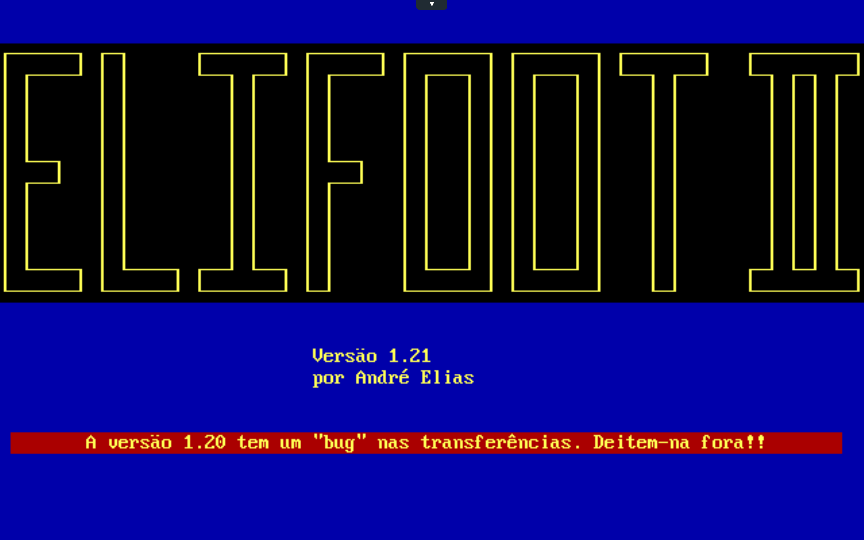 ELIFOOT II
Versão 1.21
por André Elias
A versão 1.20 tem um "bug" nas transferências. Deitem-na fora!!